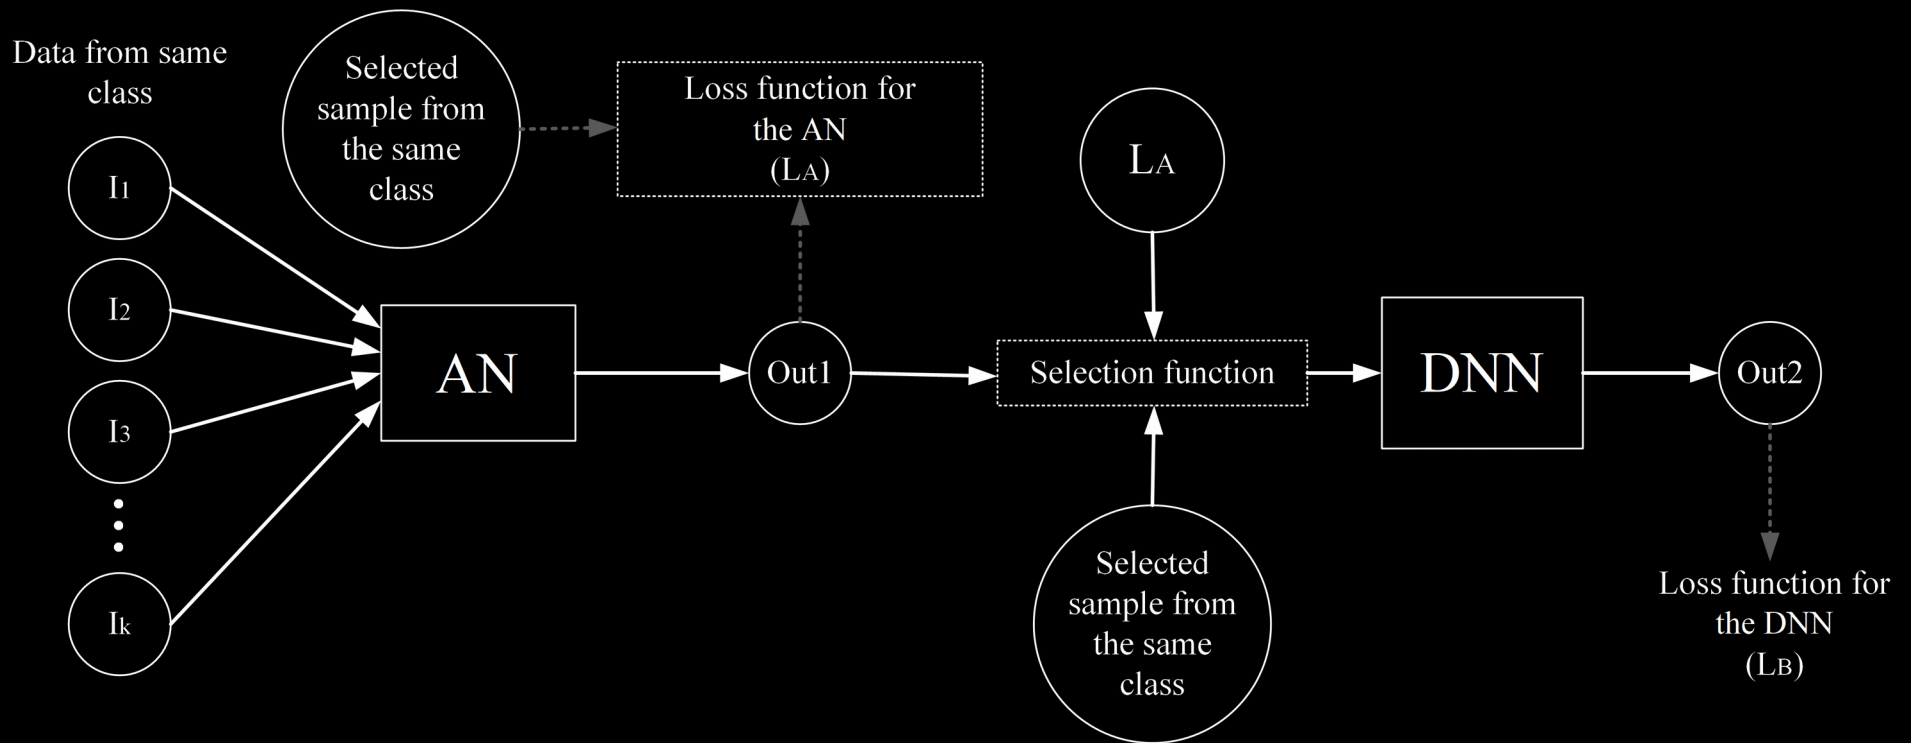 Data from same
class
I1
I2
I3
Ik
Selected
sample from
the same
class
Loss function for
the AN
(LA)
AN
Out1
LA
Selection function
Selected
sample from
the same
class
DNN
Out2
Loss function for
the DNN
(LB)